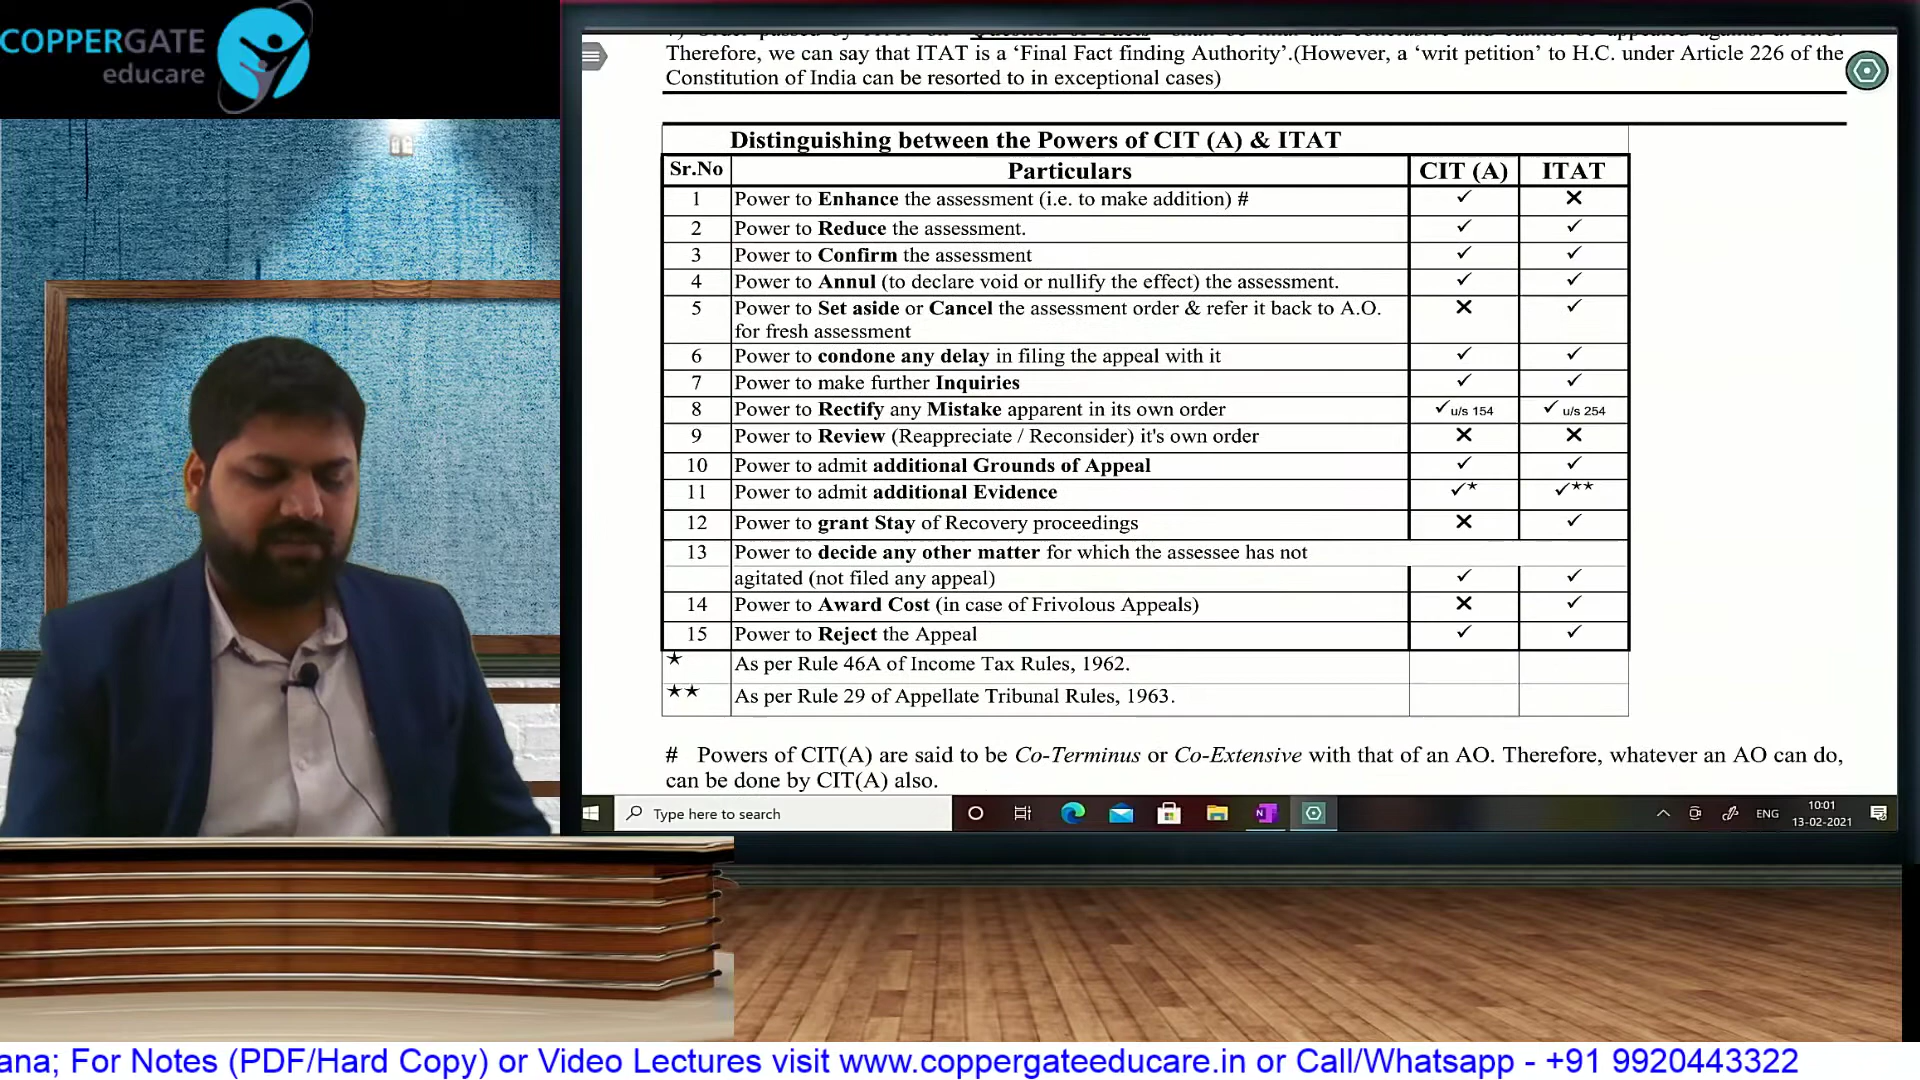 COPPERGATE
educare
Therefore, we can say that ITAT is a ‘Final Fact finding Authority’.(However, a ‘writ petition’ to H.C. under Article 226 of the
Constitution of India can be resorted to in exceptional cases)
Distinguishing between the Powers of CIT (A) & ITAT
Sr.No Particulars CIT (A) ITAT
1 Power to Enhance the assessment (i.e. to make addition) # ✓ ✕
2 Power to Reduce the assessment. ✓ ✓
3 Power to Confirm the assessment ✓ ✓
4 Power to Annul (to declare void or nullify the effect) the assessment. ✓ ✓
5 Power to Set aside or Cancel the assessment order & refer it back to A.O. ✕ ✓
for fresh assessment
6 Power to condone any delay in filing the appeal with it ✓ ✓
7 Power to make further Inquiries ✓ ✓
8 Power to Rectify any Mistake apparent in its own order ✓u/s 154 ✓ u/s 254
9 Power to Review (Reappreciate / Reconsider) it's own order ✕ ✕
10 Power to admit additional Grounds of Appeal ✓ ✓
11 Power to admit additional Evidence ✓★ ✓★★
12 Power to grant Stay of Recovery proceedings ✕ ✓
13 Power to decide any other matter for which the assessee has not
agitated (not filed any appeal) ✓ ✓
14 Power to Award Cost (in case of Frivolous Appeals) ✕ ✓
15 Power to Reject the Appeal ✓ ✓
★ As per Rule 46A of Income Tax Rules, 1962.
★★ As per Rule 29 of Appellate Tribunal Rules, 1963.
# Powers of CIT(A) are said to be Co-Terminus or Co-Extensive with that of an AO. Therefore, whatever an AO can do,
can be done by CIT(A) also.
Type here to search
ENG
10:01
13-02-2021
ana; For Notes (PDF/Hard Copy) or Video Lectures visit www.coppergateeducare.in or Call/Whatsapp - +91 9920443322